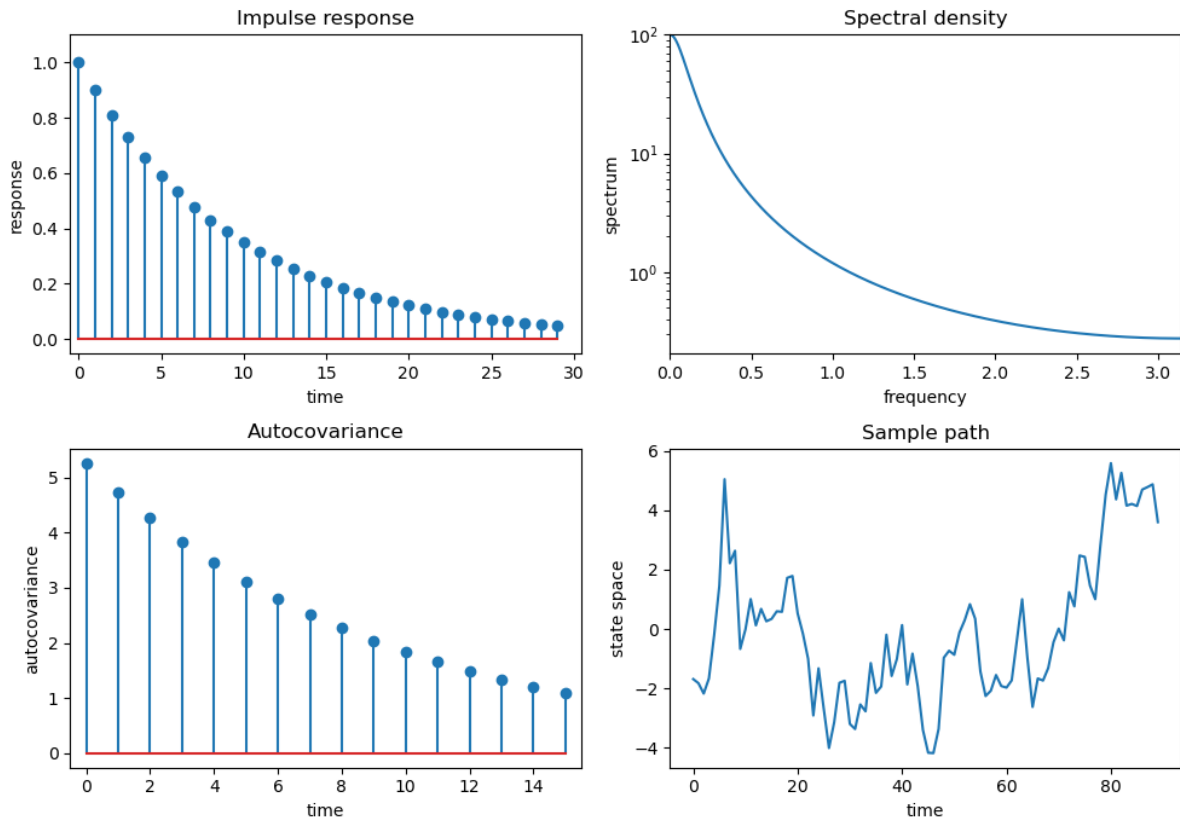 Impulse response
1.0
0.8
0.6
0.4
0.2
0.0
response
0 5 10 15 20 25 30
time
Spectral density
10²
10¹
10⁰
spectrum
0.0 0.5 1.0 1.5 2.0 2.5 3.0
frequency
Autocovariance
5
4
3
2
1
0
autocovariance
0 2 4 6 8 10 12 14
time
Sample path
6
4
2
0
−2
−4
state space
0 20 40 60 80
time